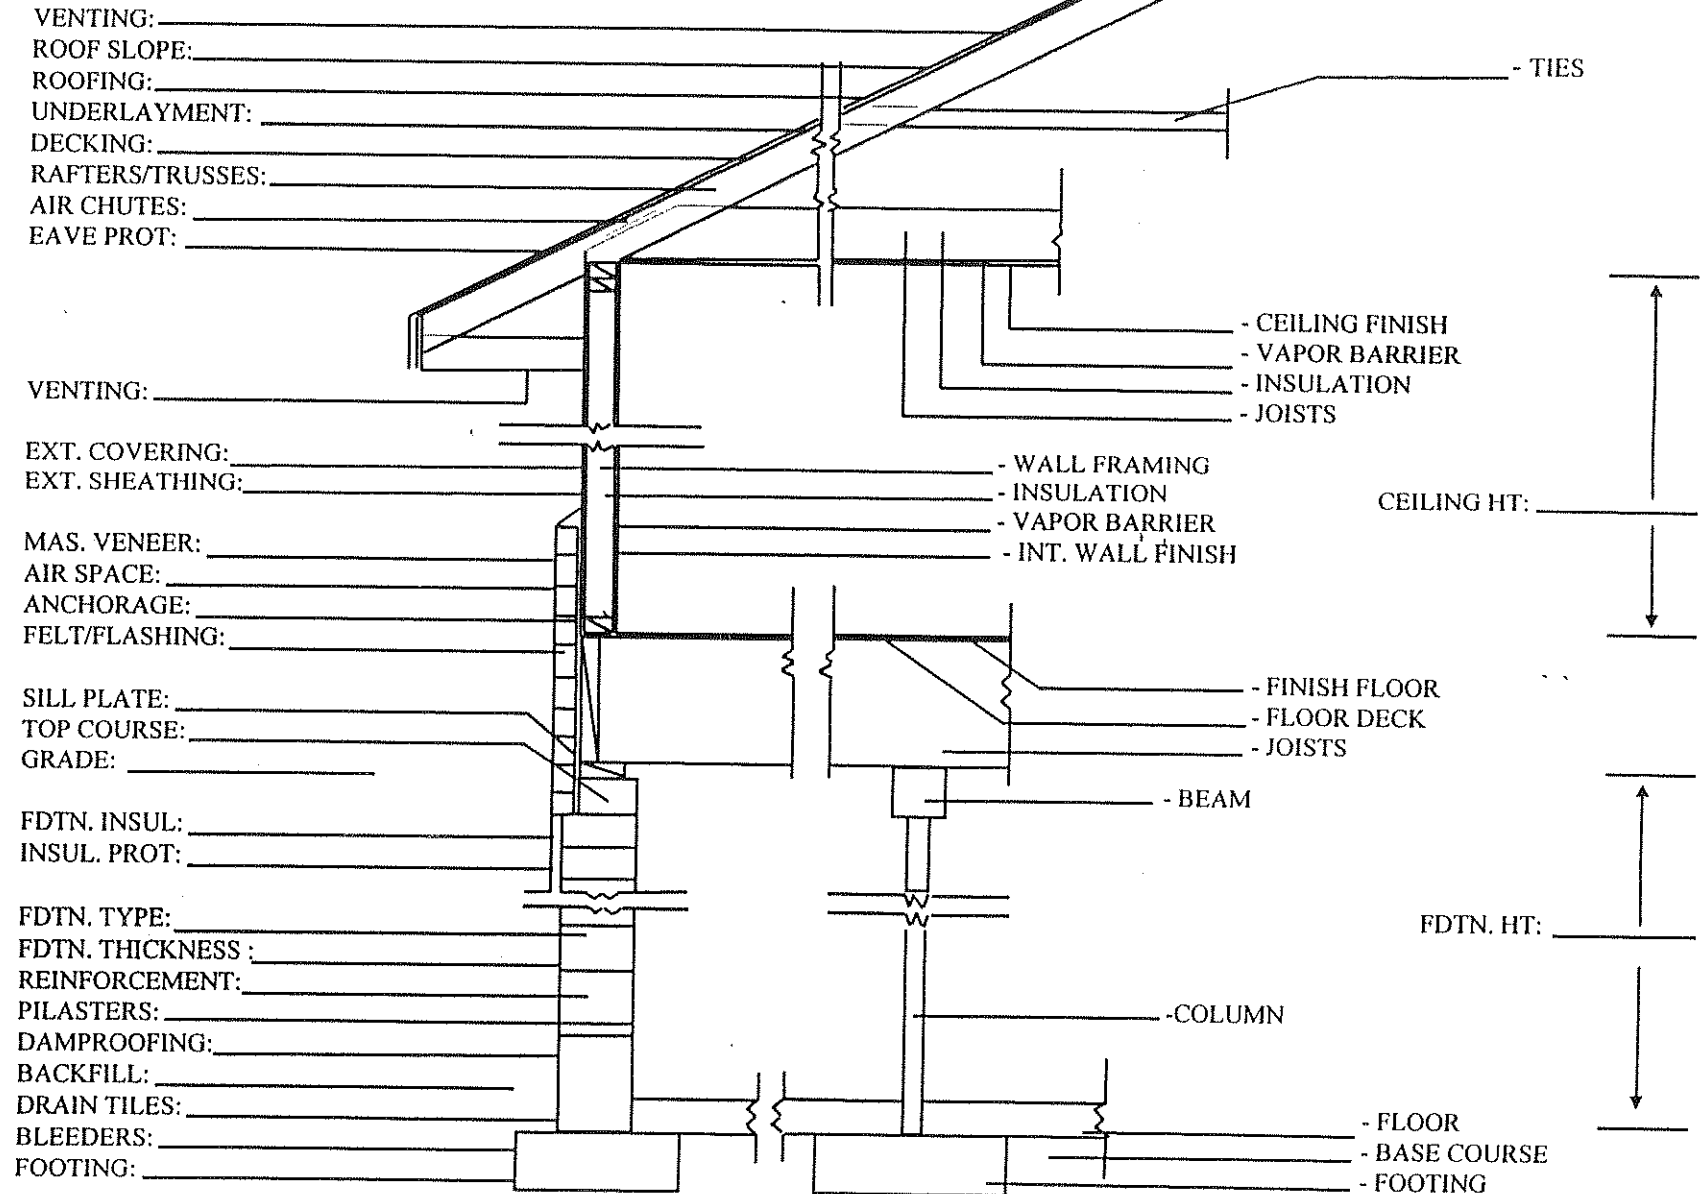 VENTING:
ROOF SLOPE:
ROOFING:
UNDERLAYMENT:
DECKING:
RAFTERS/TRUSSES:
AIR CHUTES:
EAVE PROT:
- TIES
- CEILING FINISH
- VAPOR BARRIER
- INSULATION
- JOISTS
VENTING:
EXT. COVERING:
EXT. SHEATHING:
- WALL FRAMING
- INSULATION
- VAPOR BARRIER
- INT. WALL FINISH
CEILING HT:
MAS. VENEER:
AIR SPACE:
ANCHORAGE:
FELT/FLASHING:
SILL PLATE:
TOP COURSE:
GRADE:
- FINISH FLOOR
- FLOOR DECK
- JOISTS
- BEAM
FDTN. INSUL:
INSUL. PROT:
FDTN. TYPE:
FDTN. THICKNESS :
REINFORCEMENT:
PILASTERS:
DAMPROOFING:
BACKFILL:
DRAIN TILES:
BLEEDERS:
FOOTING:
FDTN. HT:
-COLUMN
- FLOOR
- BASE COURSE
- FOOTING